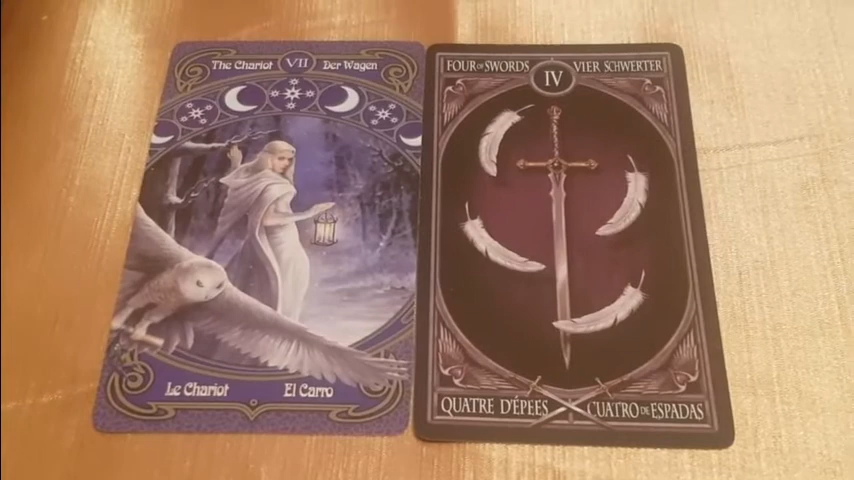 The Chariot VII Der Wagen
Le Chariot El Carro
FOUR OF SWORDS IV VIER SCHWERTER
QUATRE D'ÉPÉES CUATRO DE ESPADAS